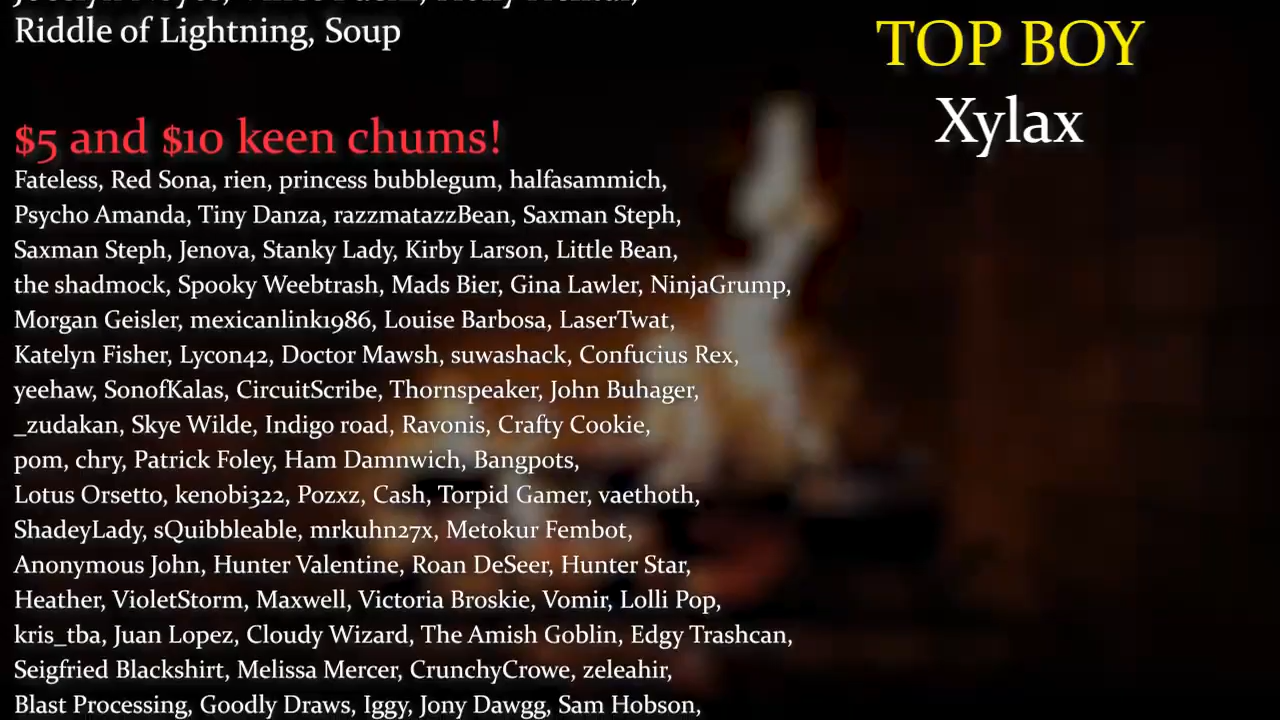 Riddle of Lightning, Soup
$5 and $10 keen chums!
Fateless, Red Sona, rien, princess bubblegum, halfasammich,
Psycho Amanda, Tiny Danza, razzmatazzBean, Saxman Steph,
Saxman Steph, Jenova, Stanky Lady, Kirby Larson, Little Bean,
the shadmock, Spooky Weebtrash, Mads Bier, Gina Lawler, NinjaGrump,
Morgan Geisler, mexicanlink1986, Louise Barbosa, LaserTwat,
Katelyn Fisher, Lycon42, Doctor Mawsh, suwashack, Confucius Rex,
yeehaw, SonofKalas, CircuitScribe, Thornspeaker, John Buhager,
_zudakan, Skye Wilde, Indigo road, Ravonis, Crafty Cookie,
pom, chry, Patrick Foley, Ham Damnwich, Bangpots,
Lotus Orsetto, kenobi322, Pozxz, Cash, Torpid Gamer, vaethoth,
ShadeyLady, sQuibbleable, mrkuhn27x, Metokur Fembot,
Anonymous John, Hunter Valentine, Roan DeSeer, Hunter Star,
Heather, VioletStorm, Maxwell, Victoria Broskie, Vomir, Lolli Pop,
kris_tba, Juan Lopez, Cloudy Wizard, The Amish Goblin, Edgy Trashcan,
Seigfried Blackshirt, Melissa Mercer, CrunchyCrowe, zeleahir,
Blast Processing, Goodly Draws, Iggy, Jony Dawgg, Sam Hobson,
TOP BOY
Xylax